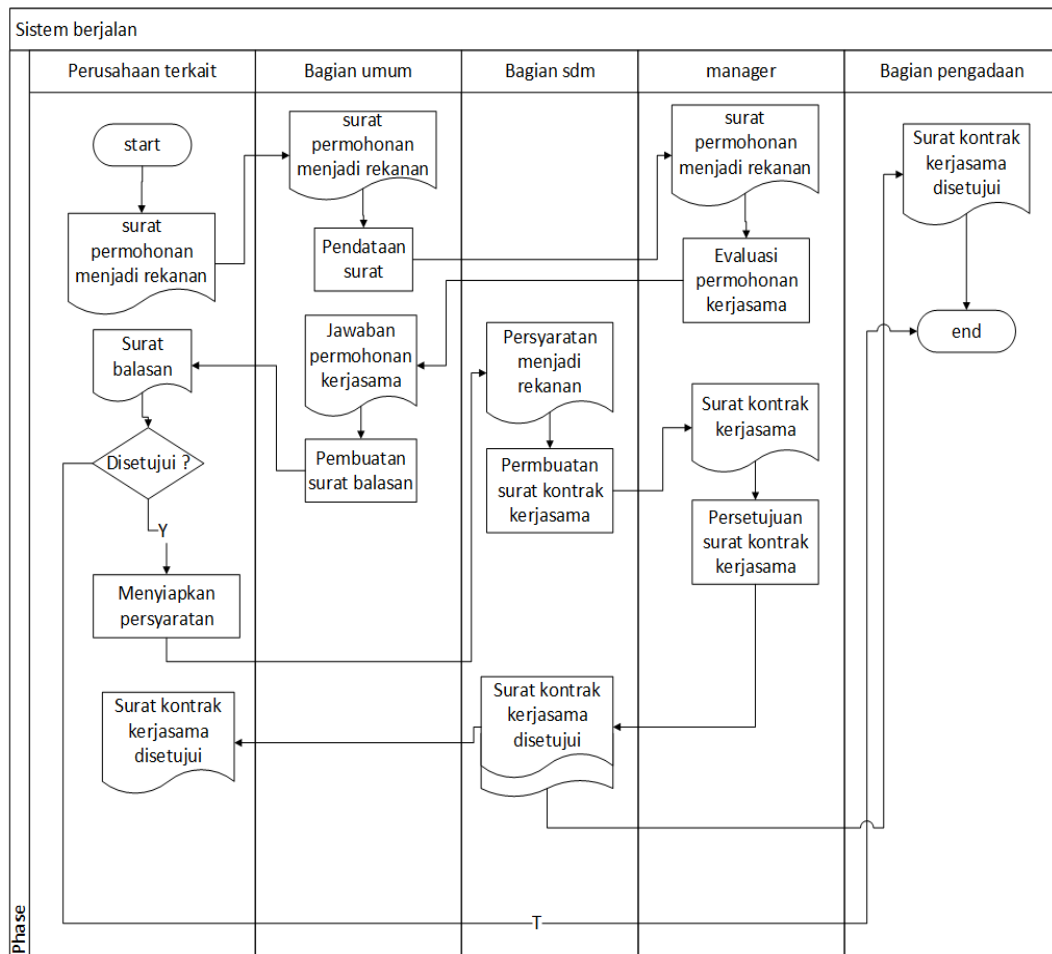 Sistem berjalan
Perusahaan terkait
Bagian umum
Bagian sdm
manager
Bagian pengadaan
start
surat
permohonan
menjadi rekanan
surat
permohonan
menjadi rekanan
Pendataan
surat
surat
permohonan
menjadi rekanan
Evaluasi
permohonan
kerjasama
Surat kontrak
kerjasama
disetujui
end
Surat
balasan
Jawaban
permohonan
kerjasama
Persyaratan
menjadi
rekanan
Surat kontrak
kerjasama
Disetujui ?
Pembuatan
surat balasan
Permbuatan
surat kontrak
kerjasama
Persetujuan
surat kontrak
kerjasama
Y
Menyiapkan
persyaratan
Surat kontrak
kerjasama
disetujui
Surat kontrak
kerjasama
disetujui
T
Phase